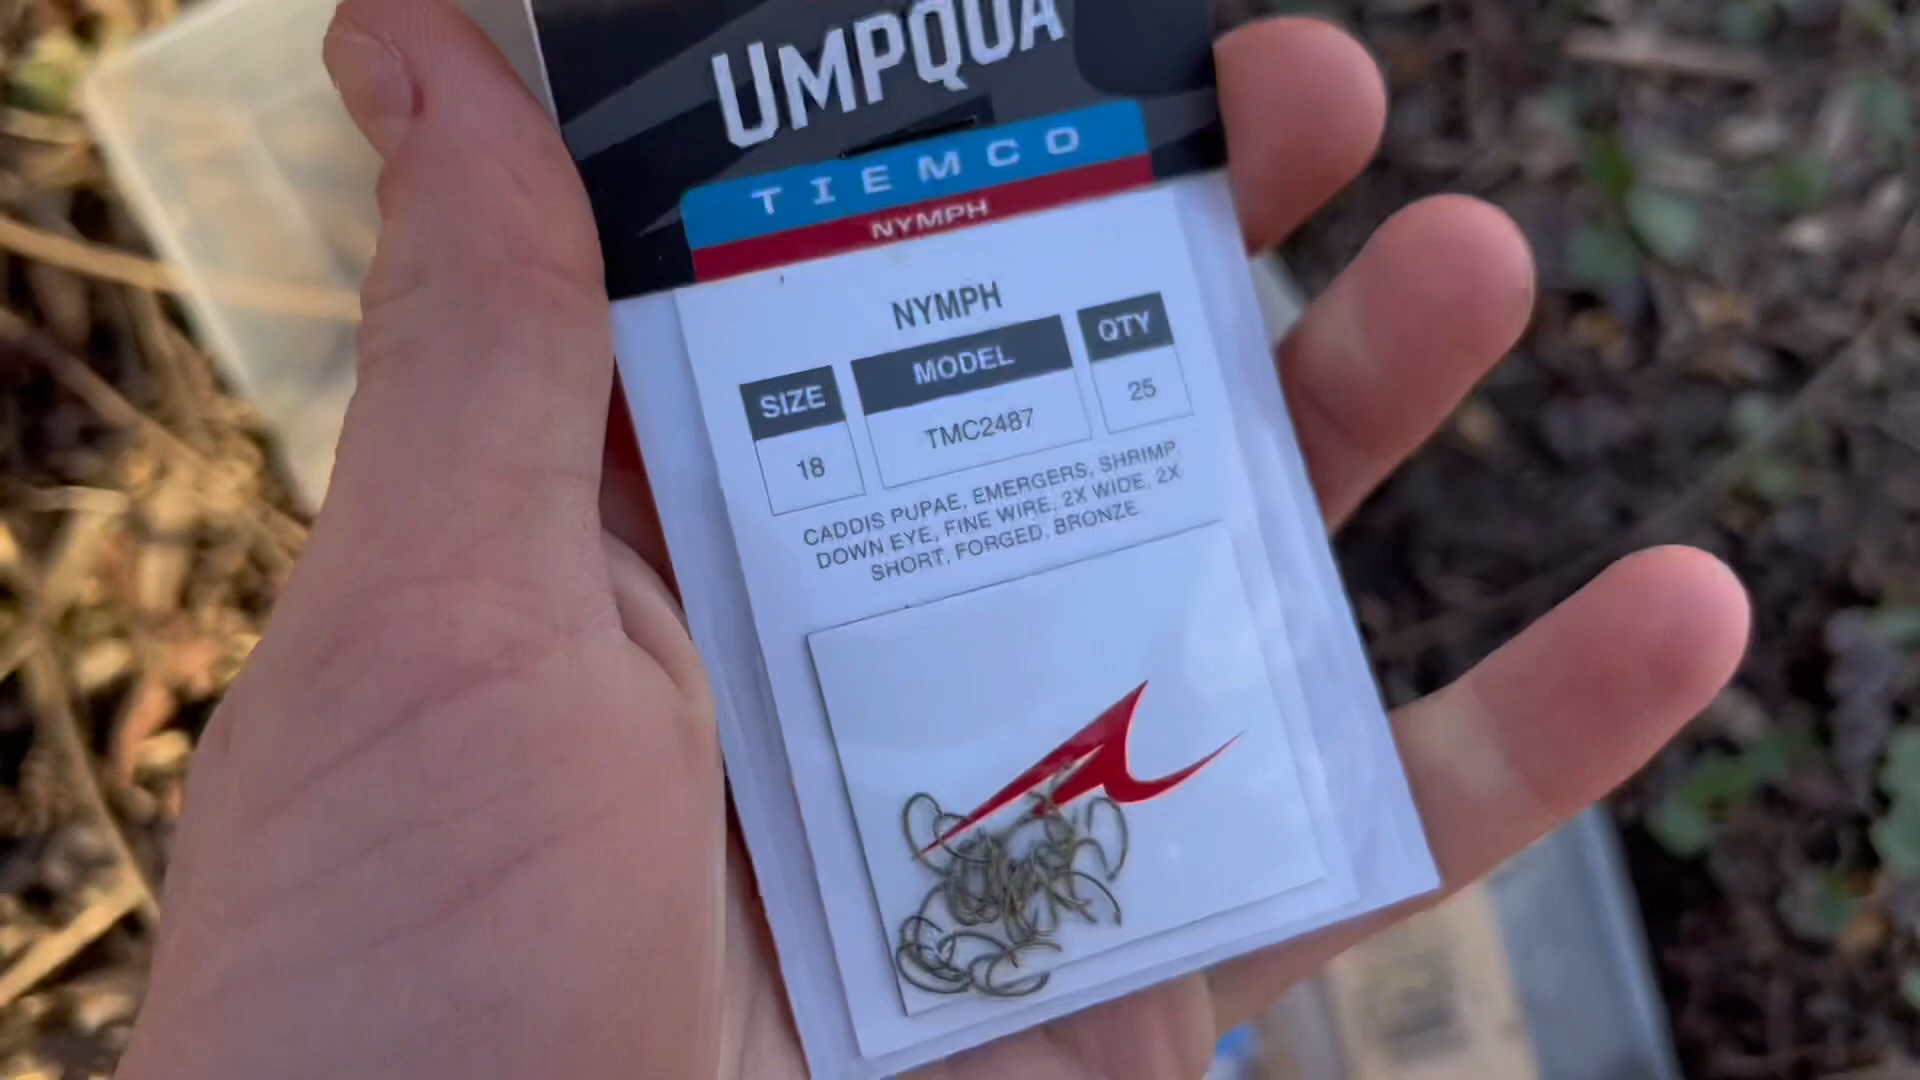 UMPQUA
TIEMCO
NYMPH
NYMPH
SIZE MODEL QTY
18 TMC2487 25
CADDIS PUPAE, EMERGERS, SHRIMP,
DOWN EYE, FINE WIRE, 2X WIDE, 2X
SHORT, FORGED, BRONZE